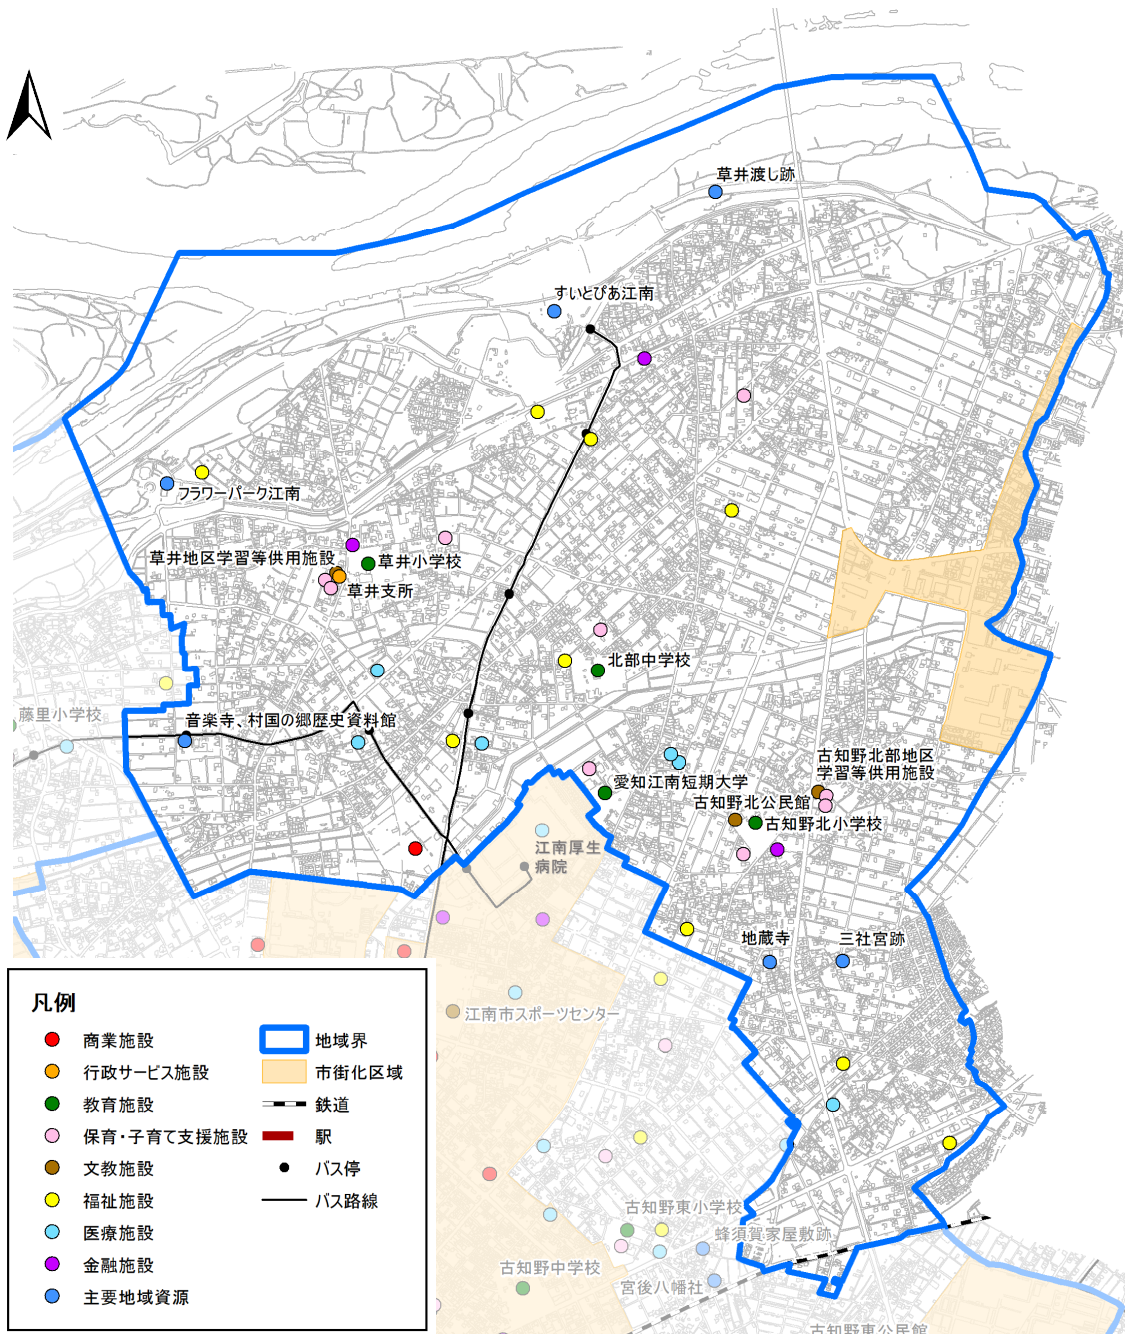 草井渡し跡
すいとぴあ江南
フラワーパーク江南
草井地区学習等供用施設
草井小学校
草井支所
北部中学校
藤里小学校
音楽寺、村国の郷歴史資料館
古知野北部地区
学習等供用施設
愛知江南短期大学
古知野北公民館
古知野北小学校
江南厚生
病院
地蔵寺
三社宮跡
江南市スポーツセンター
古知野東小学校
蜂須賀家屋敷跡
古知野中学校
宮後八幡社
古知野東公民館
凡例
商業施設
行政サービス施設
教育施設
保育・子育て支援施設
文教施設
福祉施設
医療施設
金融施設
主要地域資源
地域界
市街化区域
鉄道
駅
バス停
バス路線